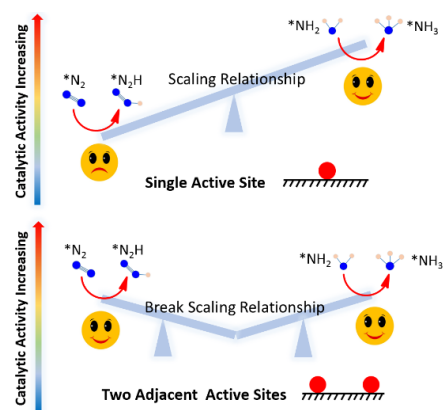 Catalytic Activity Increasing
*NH₂
*NH₃
*N₂
*N₂H
Scaling Relationship
Single Active Site
Catalytic Activity Increasing
*N₂
*N₂H
*NH₂
*NH₃
Break Scaling Relationship
Two Adjacent Active Sites